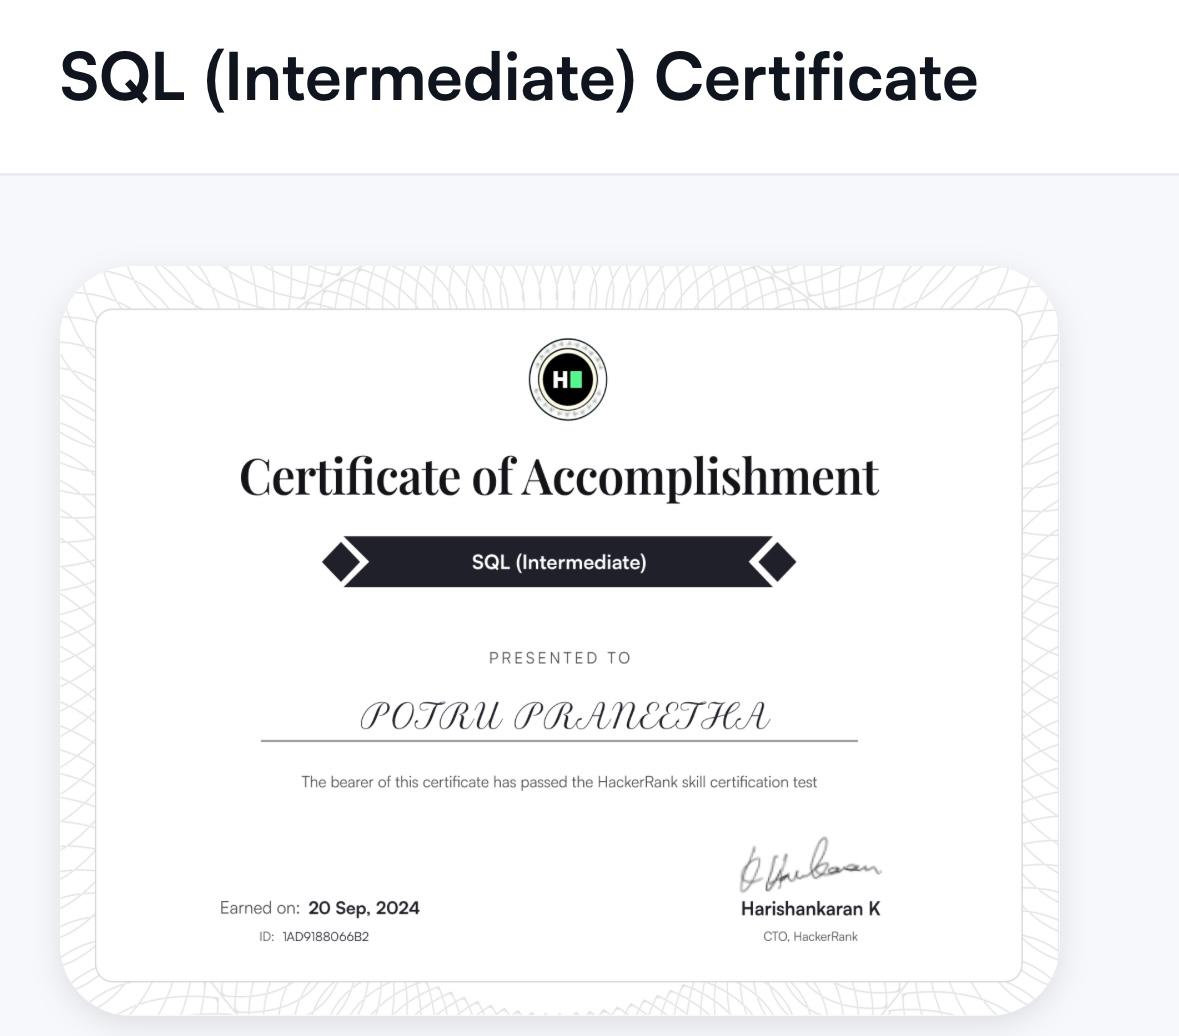 SQL (Intermediate) Certificate
H
Certificate of Accomplishment
SQL (Intermediate)
PRESENTED TO
POTRU PRANEETHA
The bearer of this certificate has passed the HackerRank skill certification test
Earned on: 20 Sep, 2024
ID: 1AD9188066B2
Harishankaran K
CTO, HackerRank